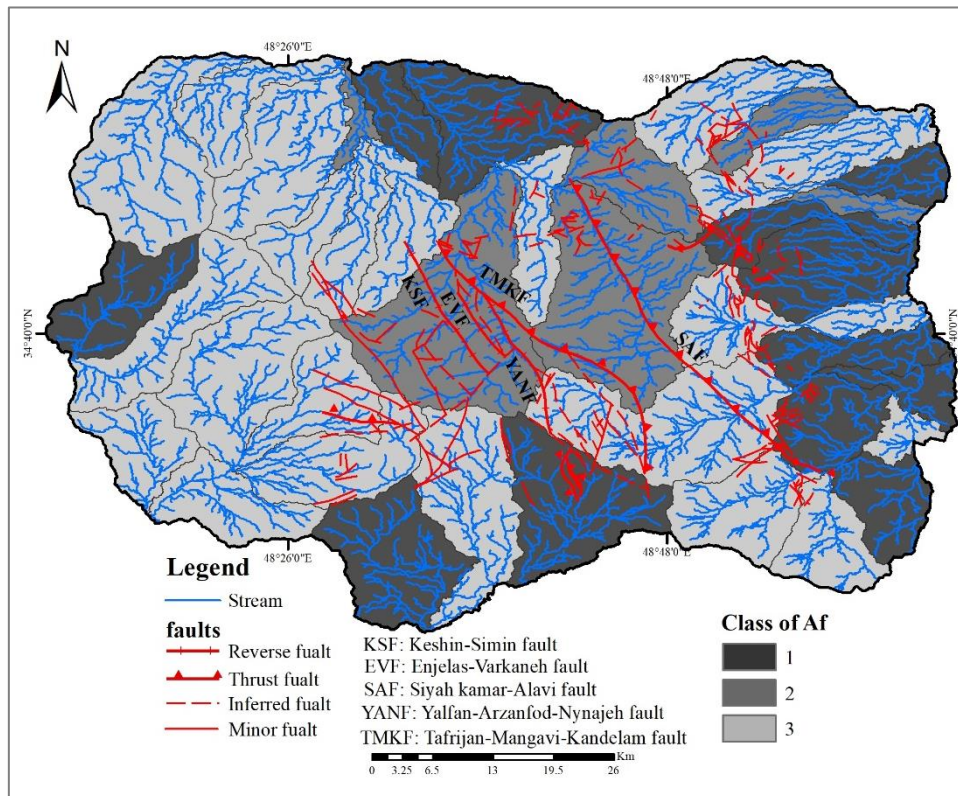 N
48°26'0"E
48°48'0"E
34°40'0"N
40'0"N
KSF
EVF
TMKF
YANF
SAF
48°26'0"E
48°48'0"E
Legend
Stream
faults
Reverse fualt
Thrust fualt
Inferred fualt
Minor fualt
KSF: Keshin-Simin fault
EVF: Enjelas-Varkaneh fault
SAF: Siyah kamar-Alavi fault
YANF: Yalfan-Arzanfod-Nynajeh fault
TMKF: Tafrijan-Mangavi-Kandelam fault
Km
0 3.25 6.5 13 19.5 26
Class of Af
1
2
3